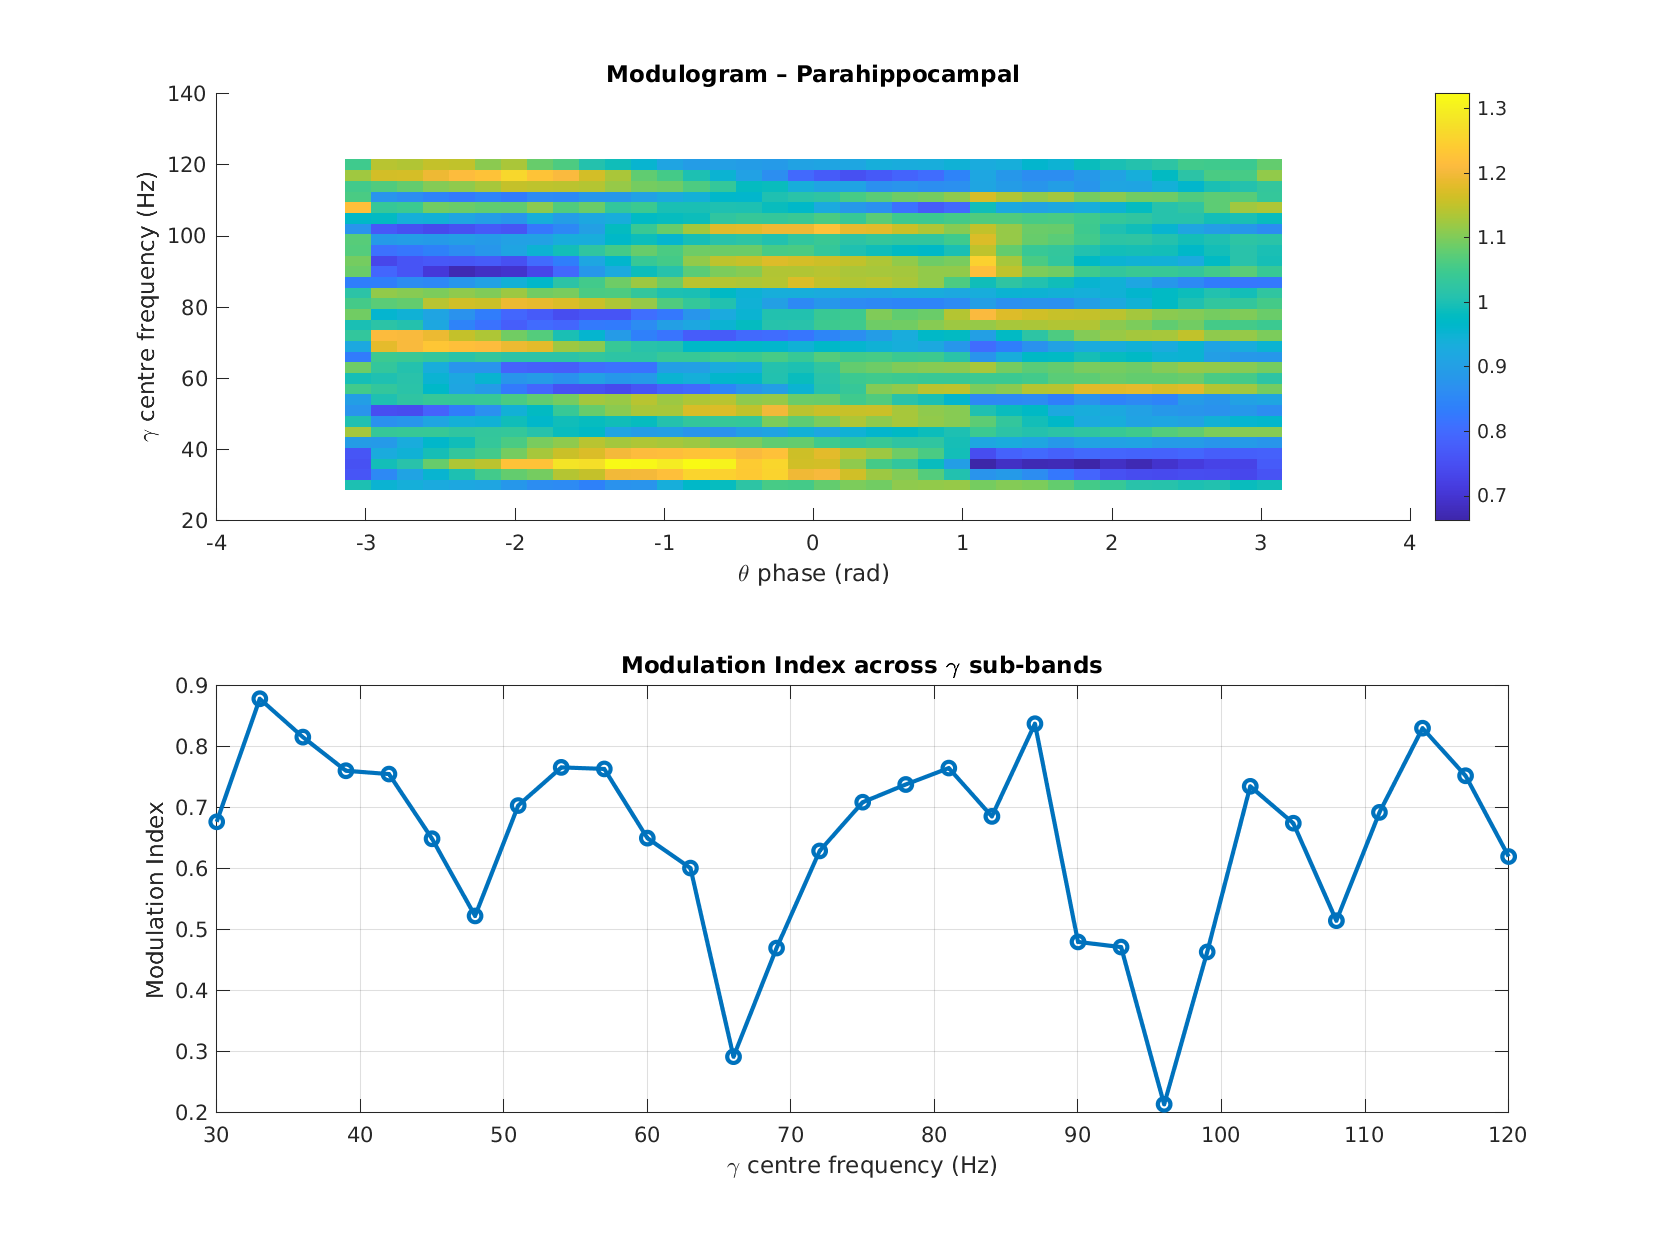 Modulogram – Parahippocampal
140
120
100
80
60
40
20
γ centre frequency (Hz)
-4 -3 -2 -1 0 1 2 3 4
θ phase (rad)
1.3
1.2
1.1
1
0.9
0.8
0.7
Modulation Index across γ sub-bands
0.9
0.8
0.7
0.6
0.5
0.4
0.3
0.2
Modulation Index
30 40 50 60 70 80 90 100 110 120
γ centre frequency (Hz)